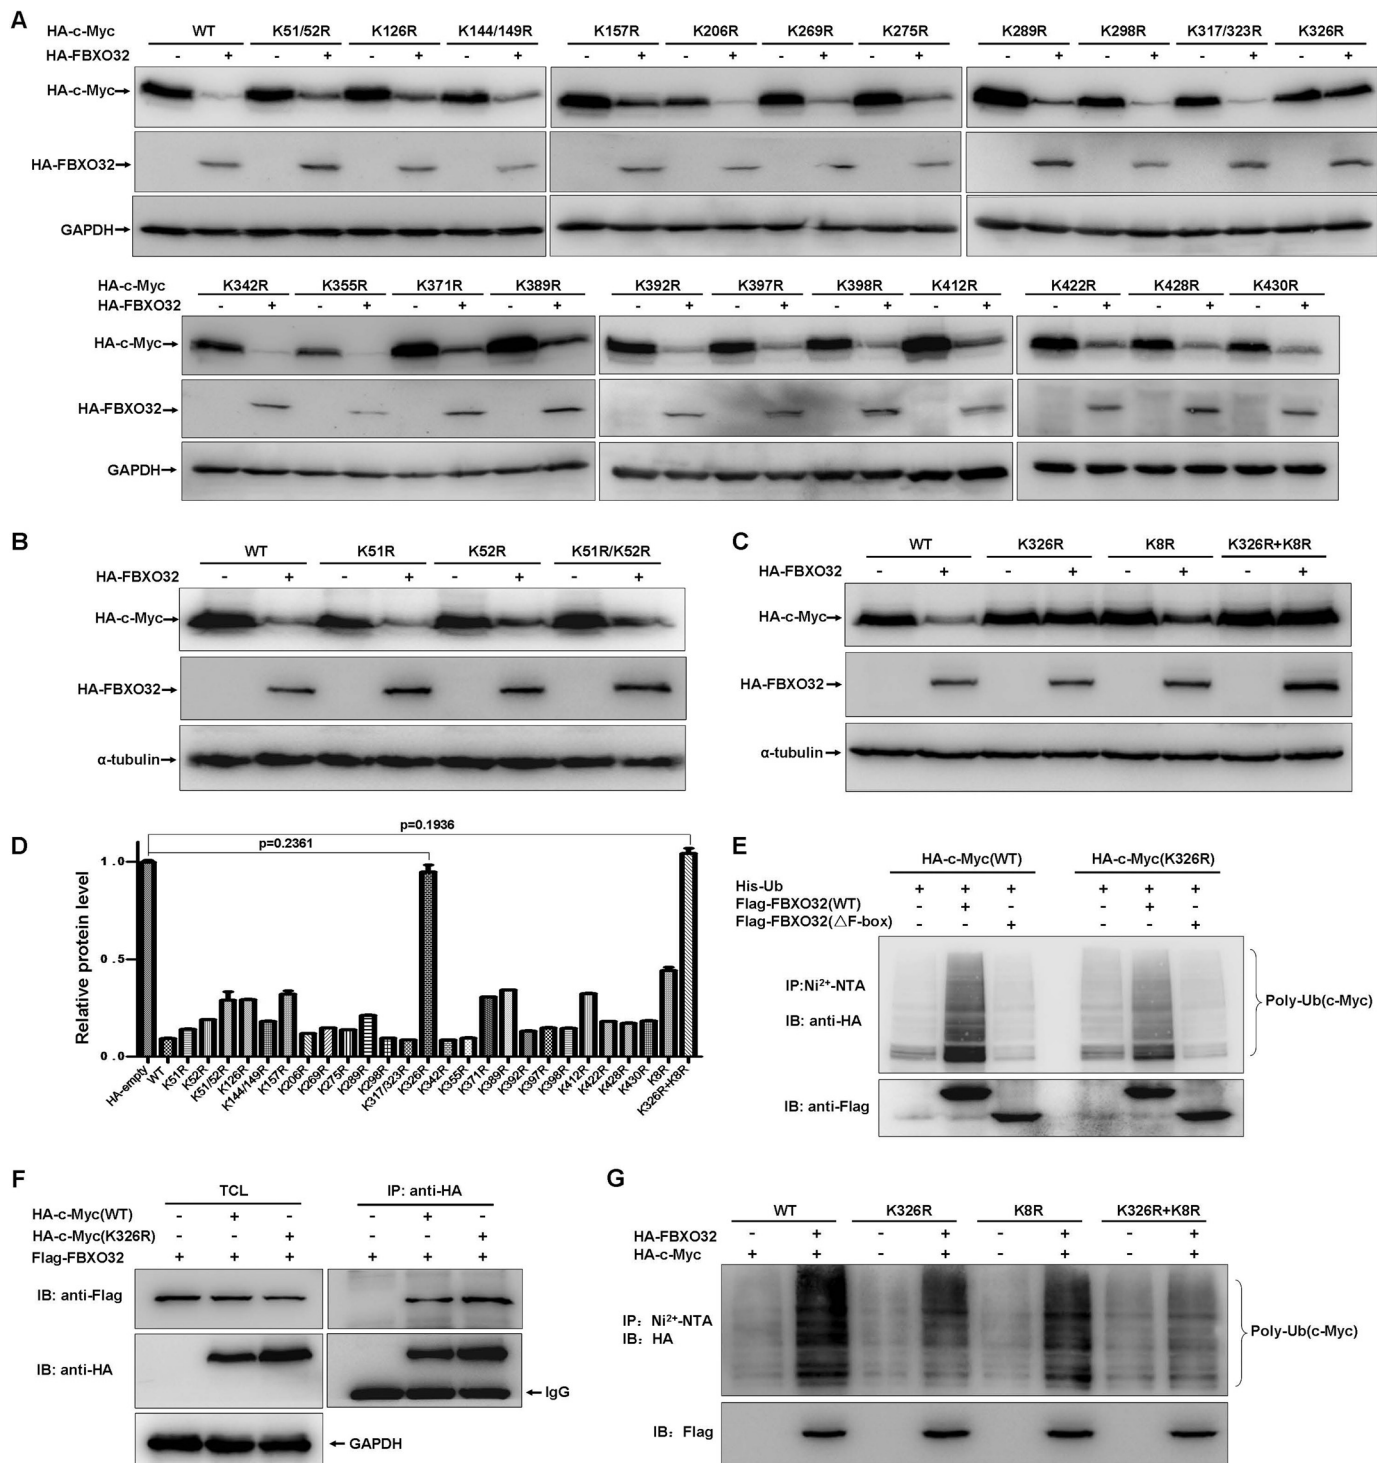 A
HA-c-Myc WT K51/52R K126R K144/149R K157R K206R K269R K275R K289R K298R K317/323R K326R
HA-FBXO32 - + - + - + - + - + - + - + - + - + - + - + - +
HA-c-Myc
HA-FBXO32
GAPDH
HA-c-Myc K342R K355R K371R K389R K392R K397R K398R K412R K422R K428R K430R
HA-FBXO32 - + - + - + - + - + - + - + - + - + - + - +
HA-c-Myc
HA-FBXO32
GAPDH
B
WT K51R K52R K51R/K52R
HA-FBXO32 - + - + - + - +
HA-c-Myc
HA-FBXO32
α-tubulin
C
WT K326R K8R K326R+K8R
HA-FBXO32 - + - + - + - +
HA-c-Myc
HA-FBXO32
α-tubulin
D
p=0.1936
p=0.2361
Relative protein level
1.0
0.5
0.0
HA-empty WT K51R K52R K51/52R K126R K144/149R K157R K206R K269R K275R K289R K298R K317/323R K326R K342R K355R K371R K389R K392R K397R K398R K412R K422R K428R K430R K8R K326R+K8R
E
HA-c-Myc(WT) HA-c-Myc(K326R)
His-Ub + + + + + +
Flag-FBXO32(WT) - + - - + -
Flag-FBXO32(△F-box) - - + - - +
IP:Ni²⁺-NTA
IB: anti-HA
Poly-Ub(c-Myc)
IB: anti-Flag
F
TCL IP: anti-HA
HA-c-Myc(WT) - + - - + -
HA-c-Myc(K326R) - - + - - +
Flag-FBXO32 + + + + + +
IB: anti-Flag
IB: anti-HA
IgG
GAPDH
G
WT K326R K8R K326R+K8R
HA-FBXO32 - + - + - + - +
HA-c-Myc + + - + - + - +
IP: Ni²⁺-NTA
IB: HA
Poly-Ub(c-Myc)
IB: Flag